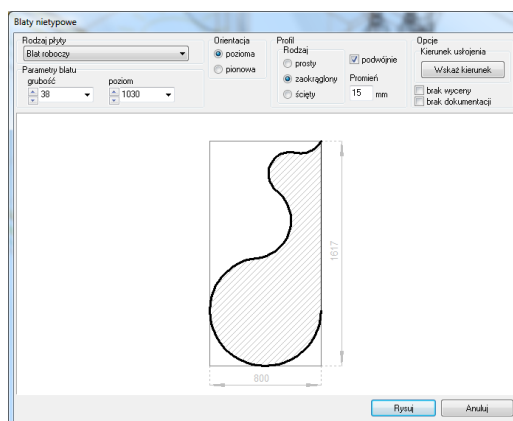 Blaty nietypowe
Rodzaj płyty
Blat roboczy
Parametry blatu
grubość
poziom
38
1030
Orientacja
pozioma
pionowa
Profil
Rodzaj
prosty
zaokrąglony
ścięty
podwójnie
Promień
15 mm
Opcje
Kierunek usłojenia
Wskaż kierunek
brak wyceny
brak dokumentacji
1617
800
Rysuj
Anuluj